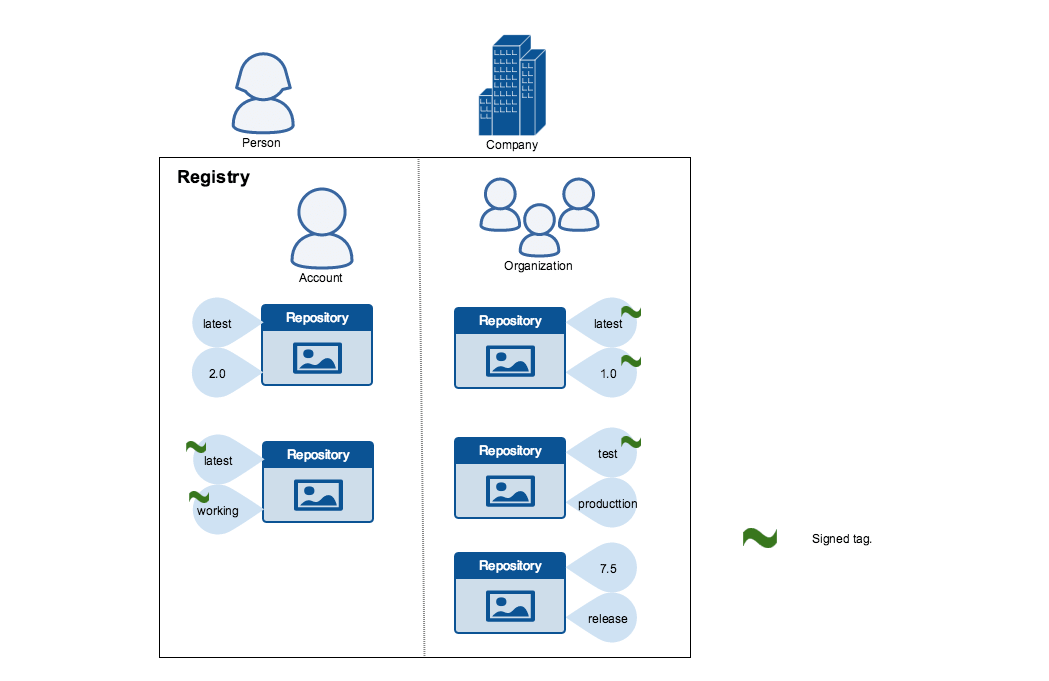 Person
Company
Registry
Account
Organization
latest
Repository
2.0
latest
Repository
working
Repository
latest
1.0
Repository
test
producttion
Repository
7.5
release
Signed tag.